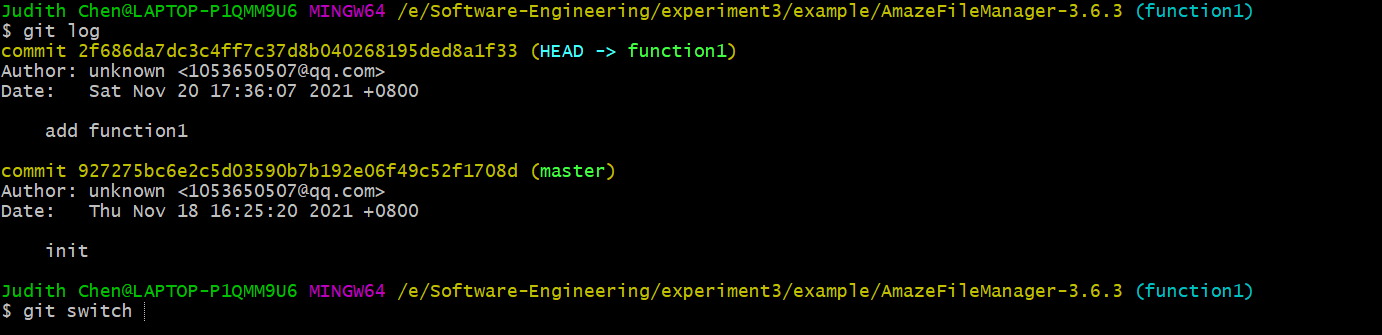 Judith Chen@LAPTOP-P1QMM9U6 MINGW64 /e/Software-Engineering/experiment3/example/AmazeFileManager-3.6.3 (function1)
$ git log
commit 2f686da7dc3c4ff7c37d8b040268195ded8a1f33 (HEAD -> function1)
Author: unknown <1053650507@qq.com>
Date:   Sat Nov 20 17:36:07 2021 +0800
    add function1
commit 927275bc6e2c5d03590b7b192e06f49c52f1708d (master)
Author: unknown <1053650507@qq.com>
Date:   Thu Nov 18 16:25:20 2021 +0800
    init
Judith Chen@LAPTOP-P1QMM9U6 MINGW64 /e/Software-Engineering/experiment3/example/AmazeFileManager-3.6.3 (function1)
$ git switch